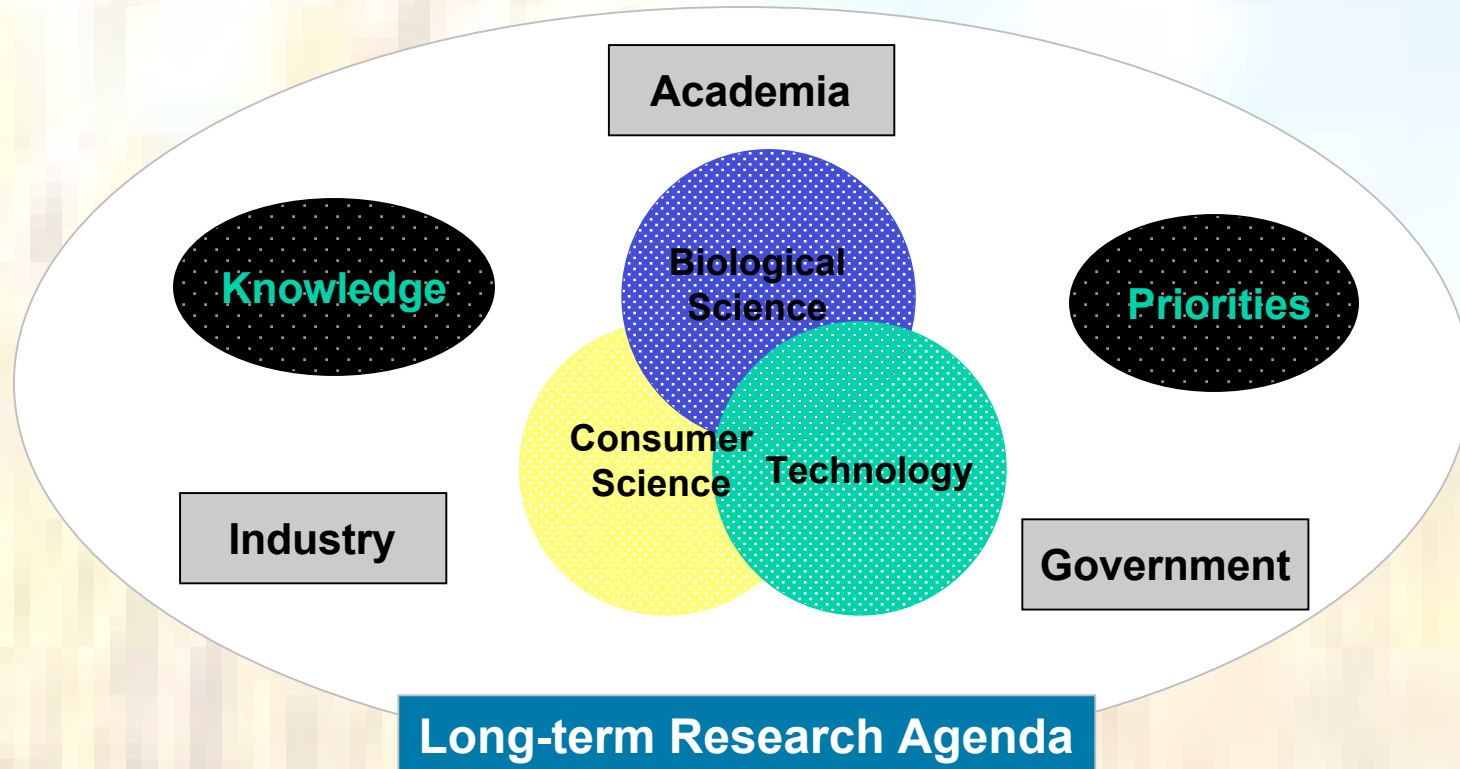 Academia
Knowledge
Biological
Science
Priorities
Consumer
Science
Technology
Industry
Government
Long-term Research Agenda